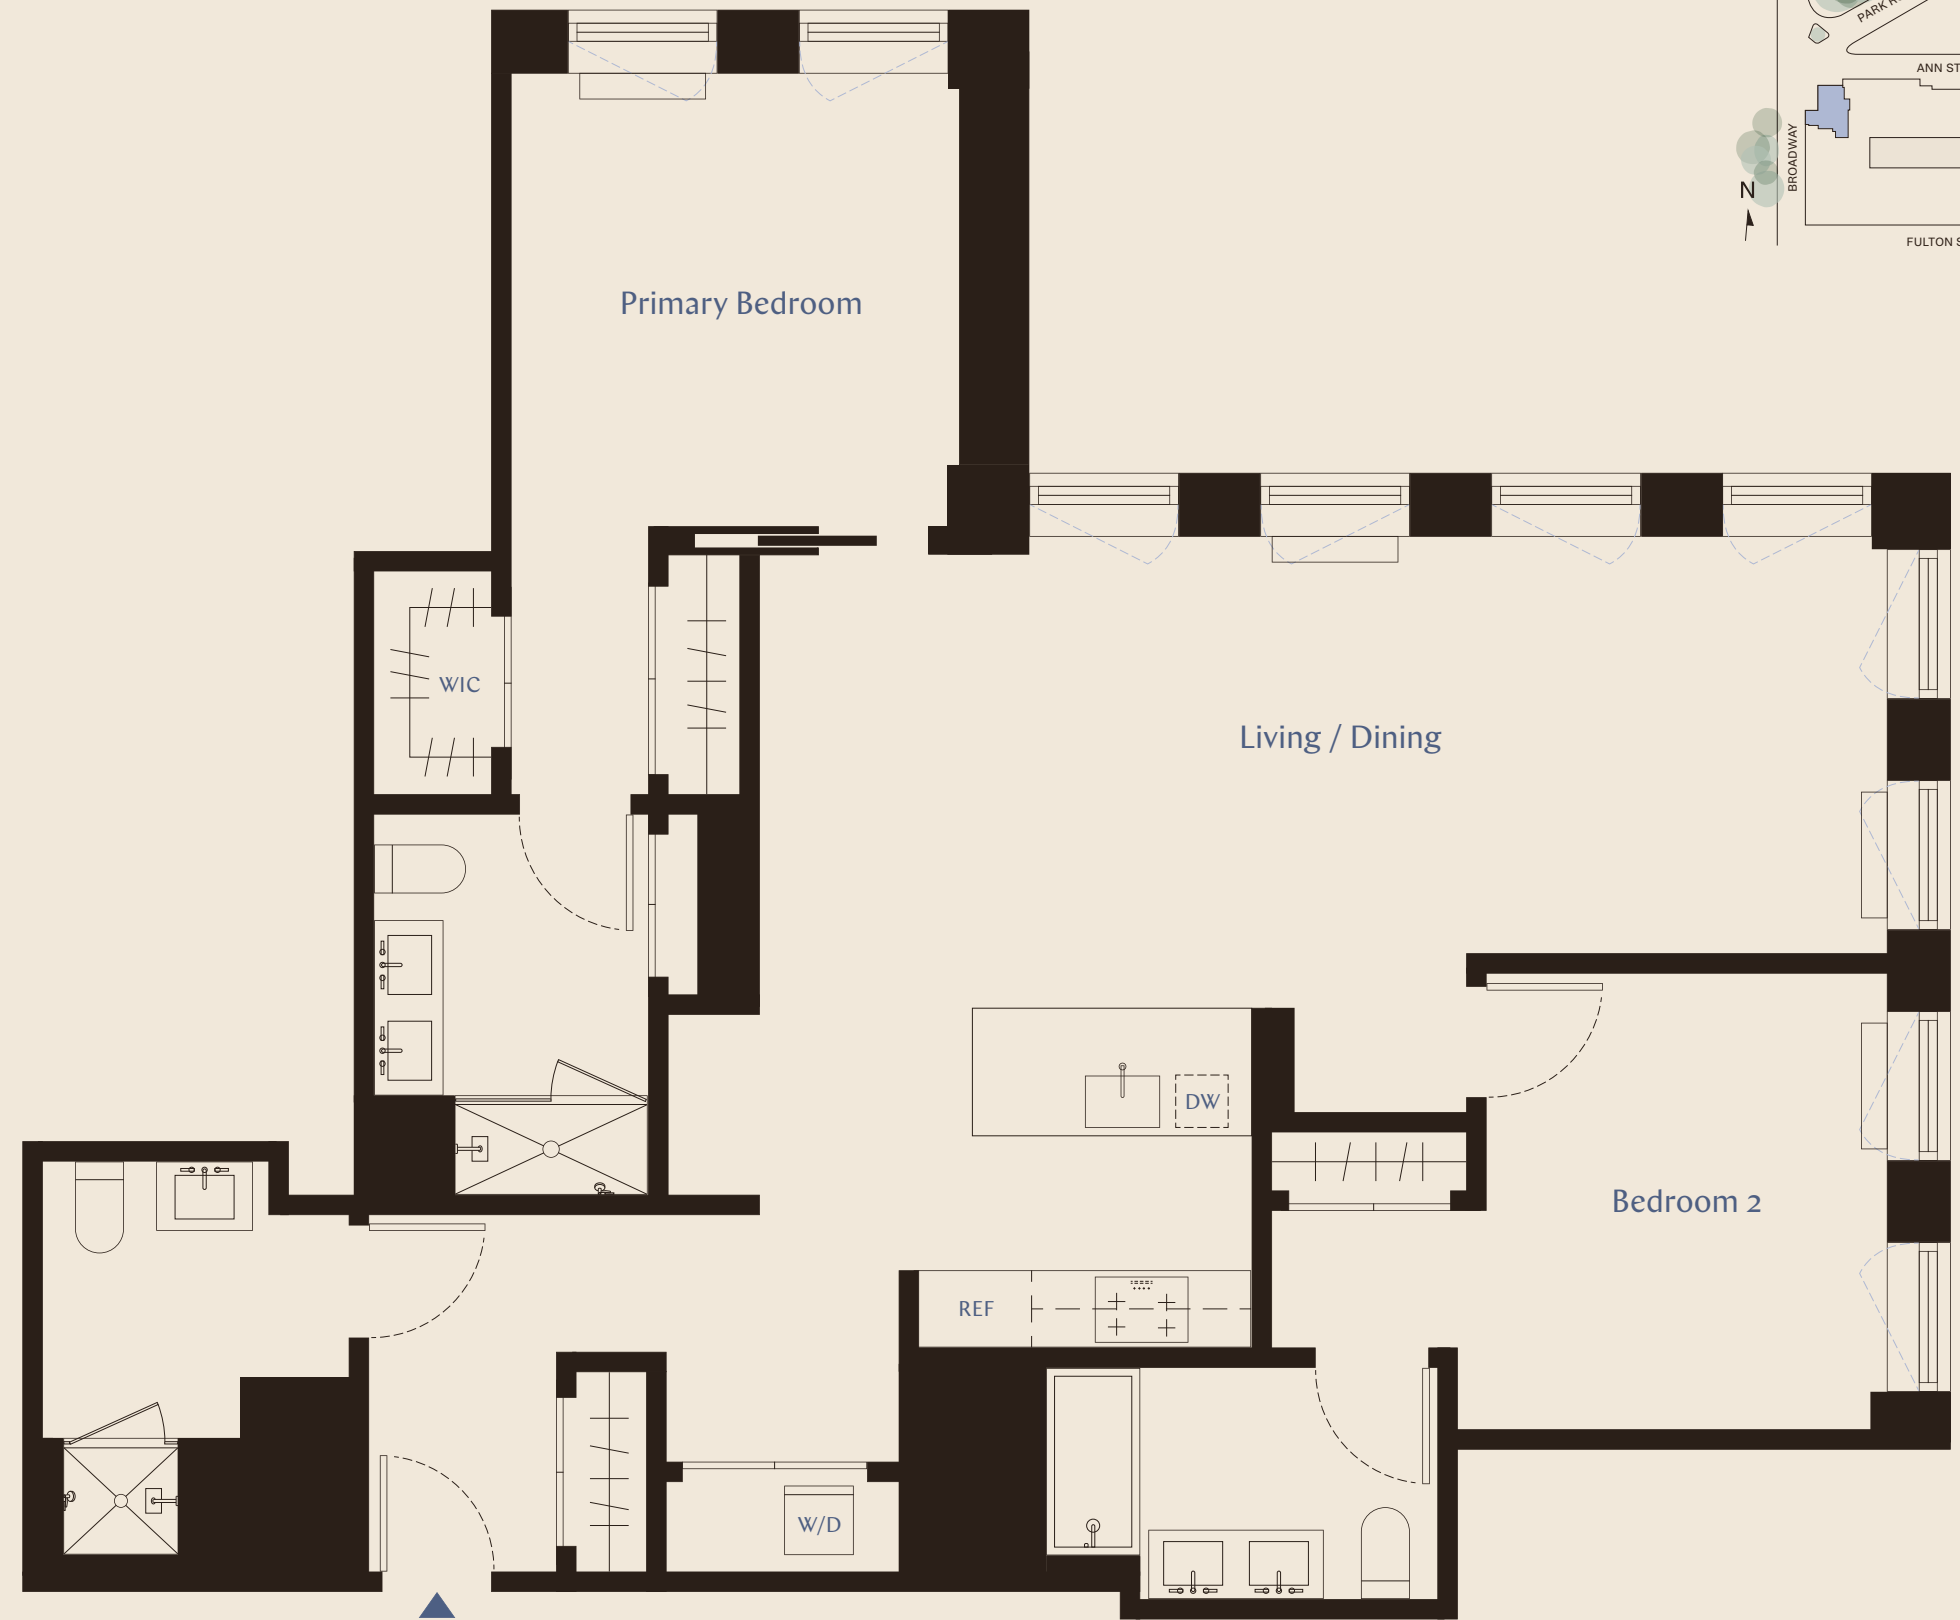 PARK R
ANN ST
BROADWAY
N
FULTON S
Primary Bedroom
WIC
Living / Dining
DW
Bedroom 2
REF
W/D